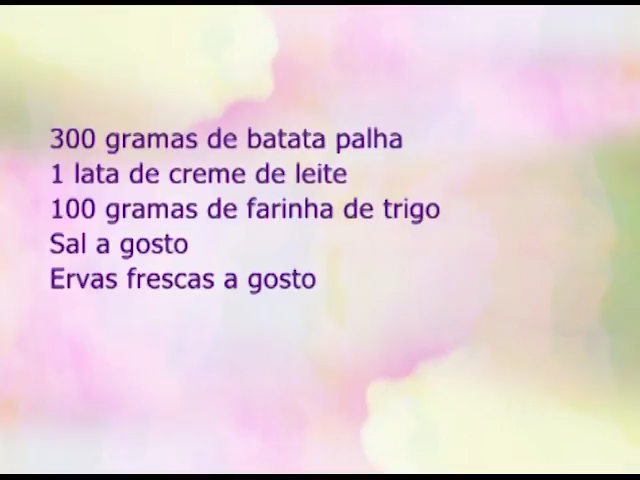 300 gramas de batata palha
1 lata de creme de leite
100 gramas de farinha de trigo
Sal a gosto
Ervas frescas a gosto